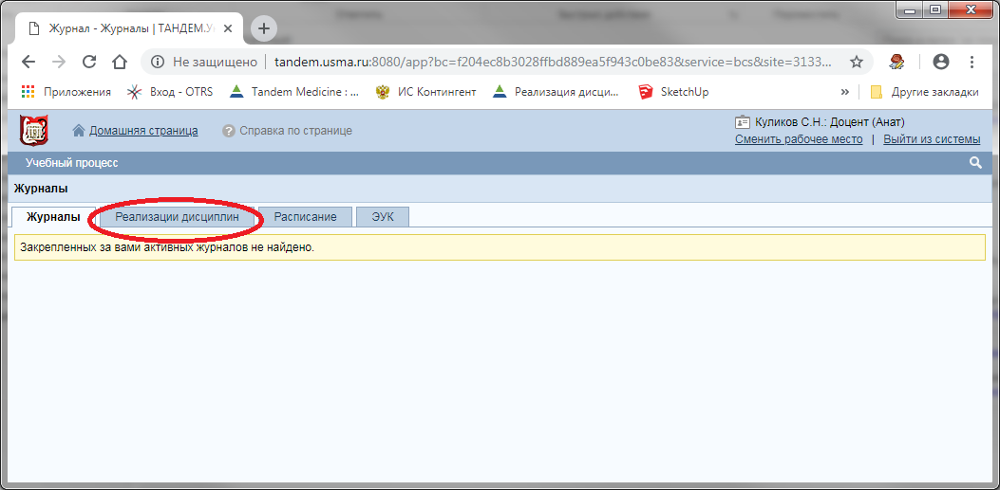 Журнал - Журналы | ТАНДЕМ.У
Не защищено | tandem.usma.ru:8080/app?bc=f204ec8b3028ffbd889ea5f943c0be83&service=bcs&site=3133...
Приложения Вход - OTRS Tandem Medicine : ... ИС Контингент Реализация дисци... SketchUp » Другие закладки
Домашняя страница Справка по странице Куликов С.Н.: Доцент (Анат)
Сменить рабочее место | Выйти из системы
Учебный процесс
Журналы
Журналы Реализации дисциплин Расписание ЭУК
Закрепленных за вами активных журналов не найдено.